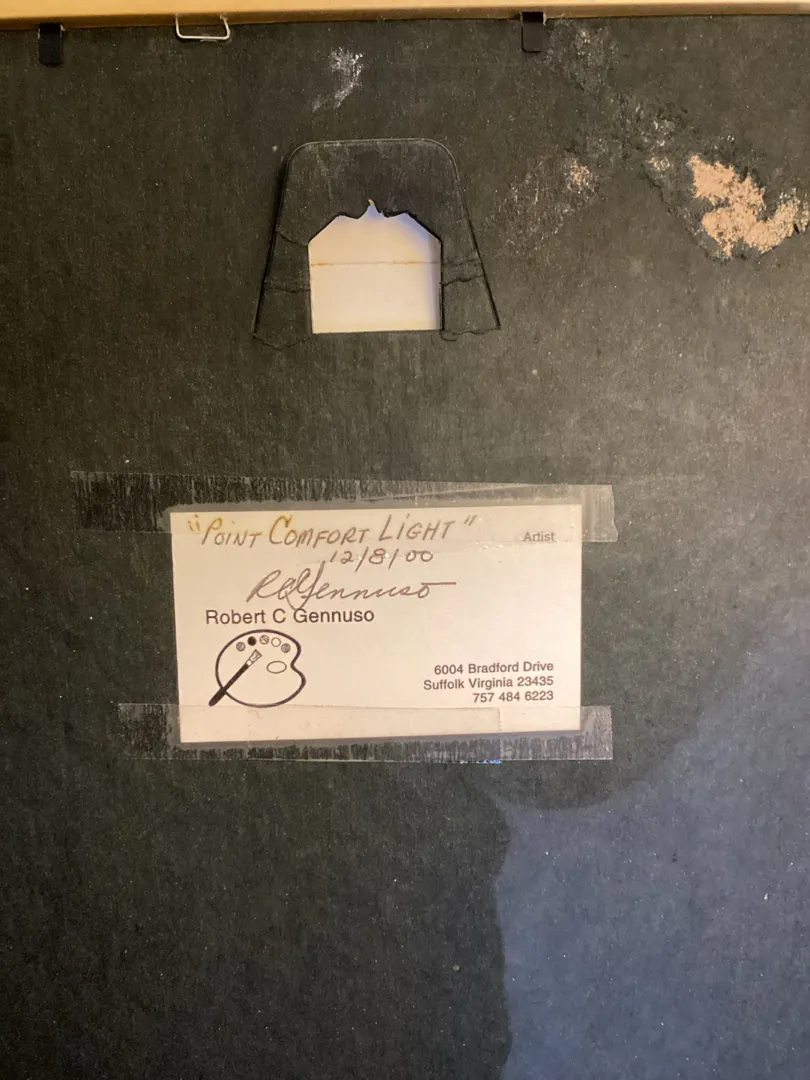 "POINT COMFORT LIGHT"
Artist
12/8/00
RCGennuso
Robert C Gennuso
6004 Bradford Drive
Suffolk Virginia 23435
757 484 6223